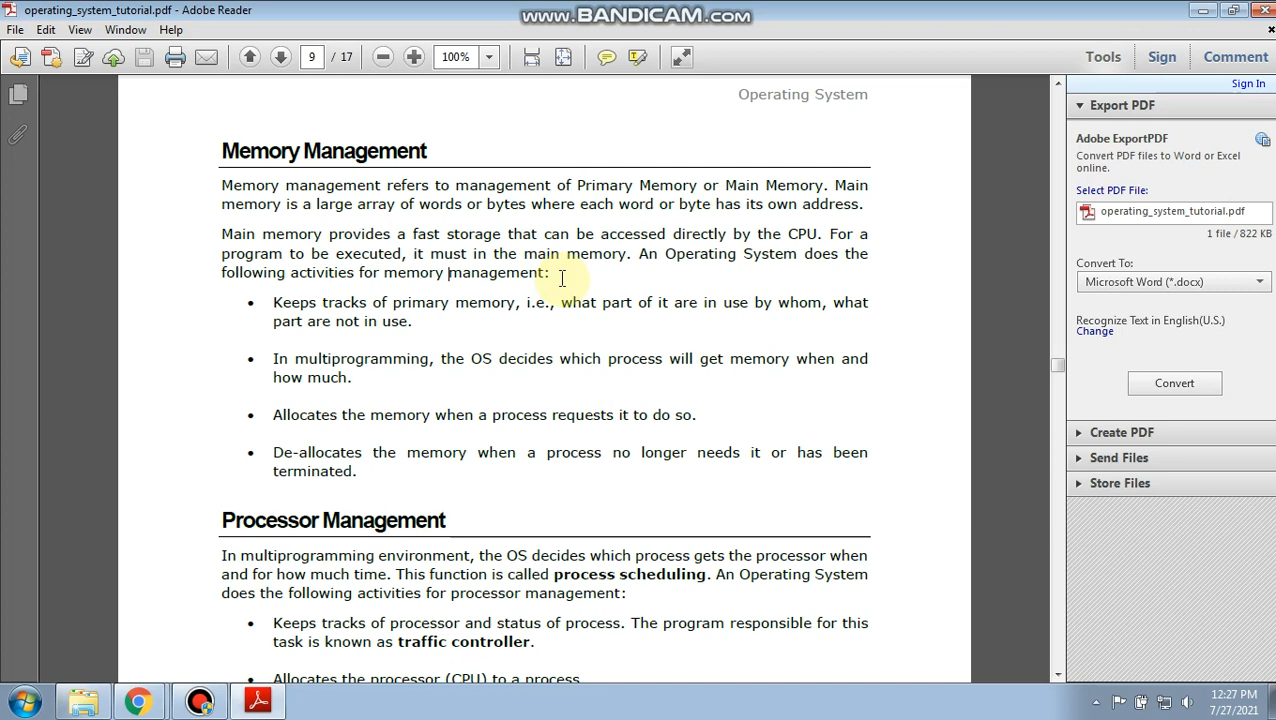 operating_system_tutorial.pdf - Adobe Reader
www.BANDICAM.com
File Edit View Window Help
9 / 17 100% Tools Sign Comment
Sign In
Operating System
Memory Management
Memory management refers to management of Primary Memory or Main Memory. Main
memory is a large array of words or bytes where each word or byte has its own address.
Main memory provides a fast storage that can be accessed directly by the CPU. For a
program to be executed, it must in the main memory. An Operating System does the
following activities for memory management:
• Keeps tracks of primary memory, i.e., what part of it are in use by whom, what
part are not in use.
• In multiprogramming, the OS decides which process will get memory when and
how much.
• Allocates the memory when a process requests it to do so.
• De-allocates the memory when a process no longer needs it or has been
terminated.
Processor Management
In multiprogramming environment, the OS decides which process gets the processor when
and for how much time. This function is called process scheduling. An Operating System
does the following activities for processor management:
• Keeps tracks of processor and status of process. The program responsible for this
task is known as traffic controller.
• Allocates the processor (CPU) to a process.
Export PDF
Adobe ExportPDF
Convert PDF files to Word or Excel
online.
Select PDF File:
operating_system_tutorial.pdf
1 file / 822 KB
Convert To:
Microsoft Word (*.docx)
Recognize Text in English(U.S.)
Change
Convert
Create PDF
Send Files
Store Files
12:27 PM
7/27/2021